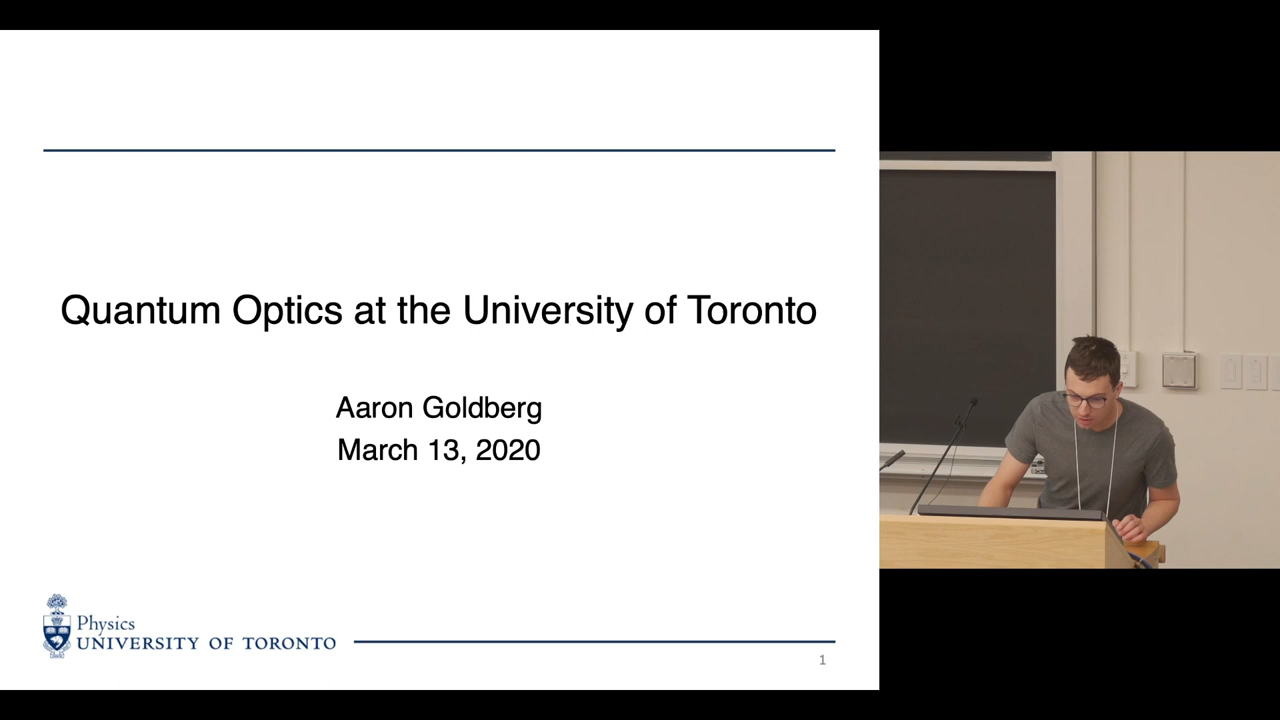 Quantum Optics at the University of Toronto
Aaron Goldberg
March 13, 2020
Physics
UNIVERSITY OF TORONTO
1